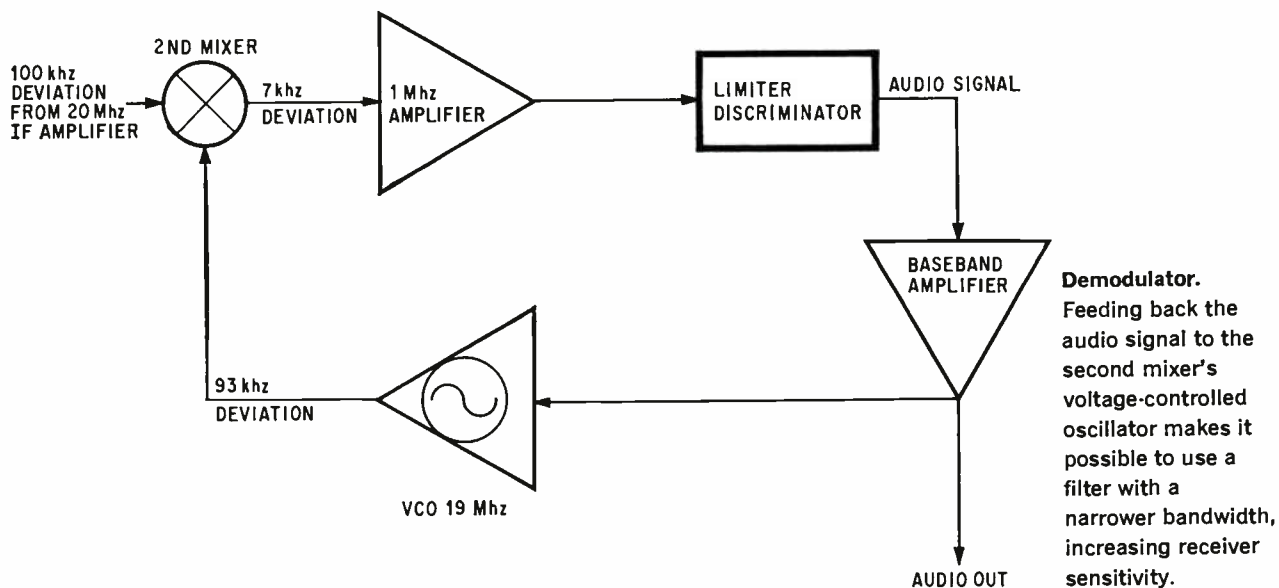 2ND MIXER
100 khz
DEVIATION
FROM 20 Mhz
IF AMPLIFIER
7 khz
DEVIATION
1 Mhz
AMPLIFIER
LIMITER
DISCRIMINATOR
AUDIO SIGNAL
BASEBAND
AMPLIFIER
93 khz
DEVIATION
VCO 19 Mhz
AUDIO OUT
Demodulator.
Feeding back the
audio signal to the
second mixer's
voltage-controlled
oscillator makes it
possible to use a
filter with a
narrower bandwidth,
increasing receiver
sensitivity.